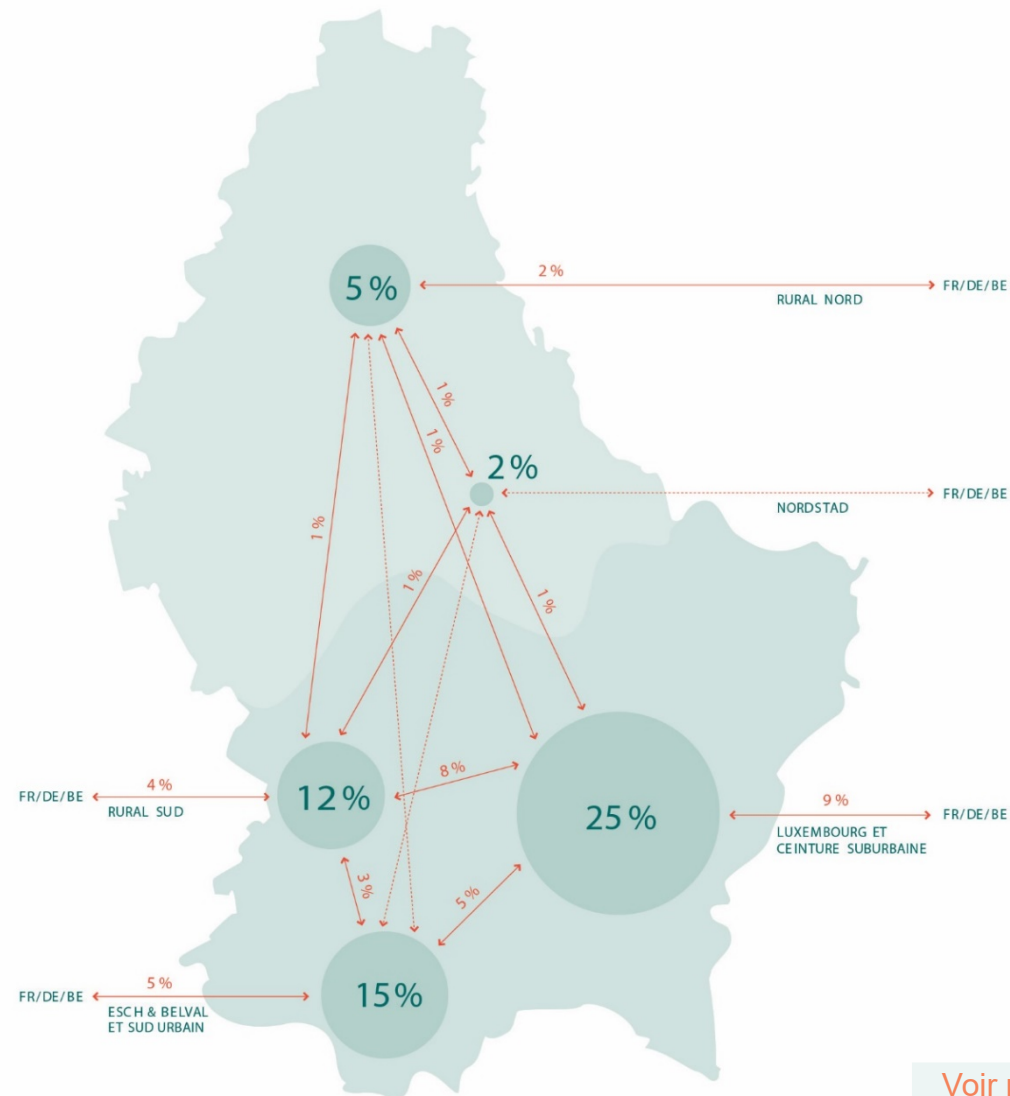 5 %
2 %
RURAL NORD
FR/DE/BE
1 %
1 %
2 %
NORDSTAD
FR/DE/BE
1 %
1 %
1 %
FR/DE/BE
4 %
RURAL SUD
12 %
8 %
25 %
9 %
LUXEMBOURG ET
CEINTURE SUBURBAINE
FR/DE/BE
3 %
5 %
FR/DE/BE
5 %
ESCH & BELVAL
ET SUD URBAIN
15 %
Voir